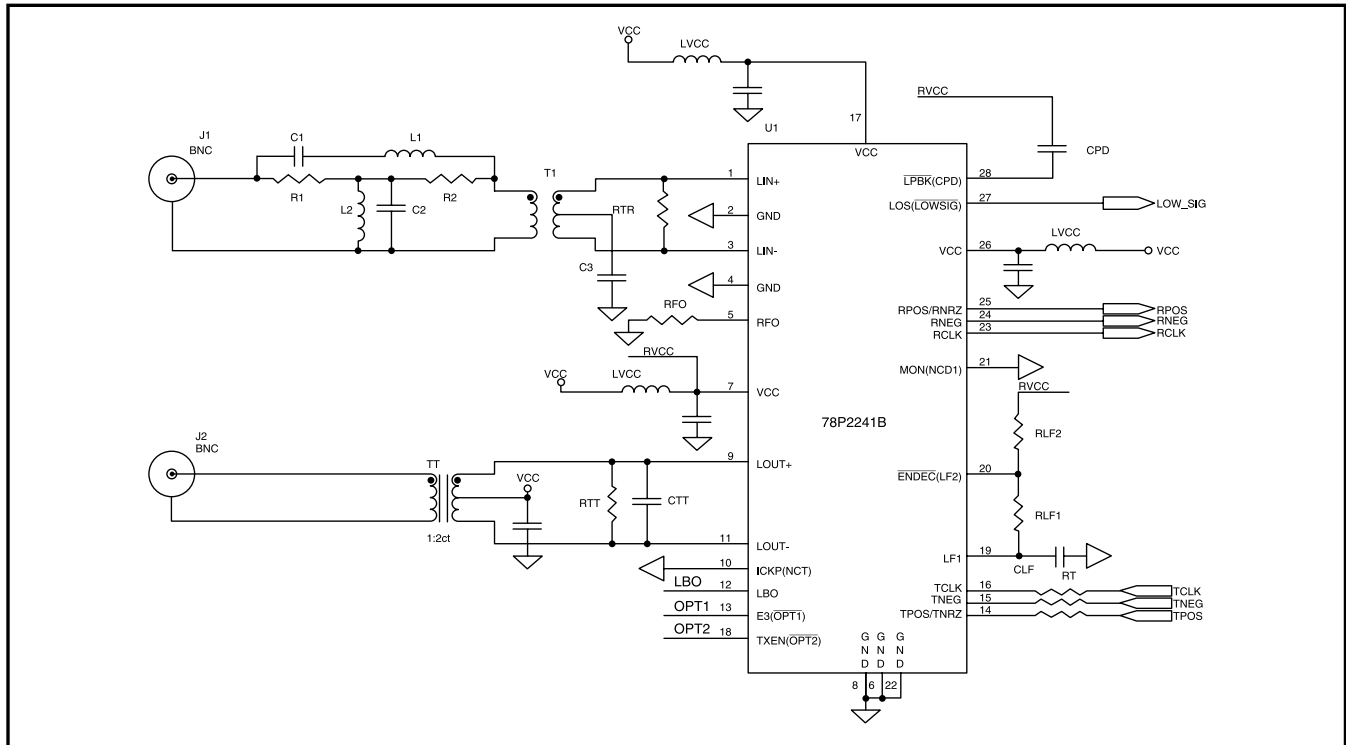 VCC
LVCC
RVCC
17
U1
VCC
CPD
J1
BNC
C1
L1
R1
R2
L2
C2
T1
RTR
C3
1
LIN+
2
GND
3
LIN-
4
GND
RFO
5
RFO
RVCC
VCC
LVCC
7
VCC
78P2241B
LPBK(CPD)
28
LOS(LOWSIG)
27
LOW_SIG
VCC
26
LVCC
VCC
RPOS/RNRZ
25
RPOS
RNEG
24
RNEG
RCLK
23
RCLK
MON(NCD1)
21
RVCC
RLF2
ENDEC(LF2)
20
RLF1
LF1
19
CLF
RT
TCLK
16
TCLK
TNEG
15
TNEG
TPOS/TNRZ
14
TPOS
J2
BNC
TT
1:2ct
VCC
RTT
CTT
9
LOUT+
11
LOUT-
10
ICKP(NCT)
LBO
12
LBO
OPT1
13
E3(OPT1)
OPT2
18
TXEN(OPT2)
GND
GND
GND
8
6
22